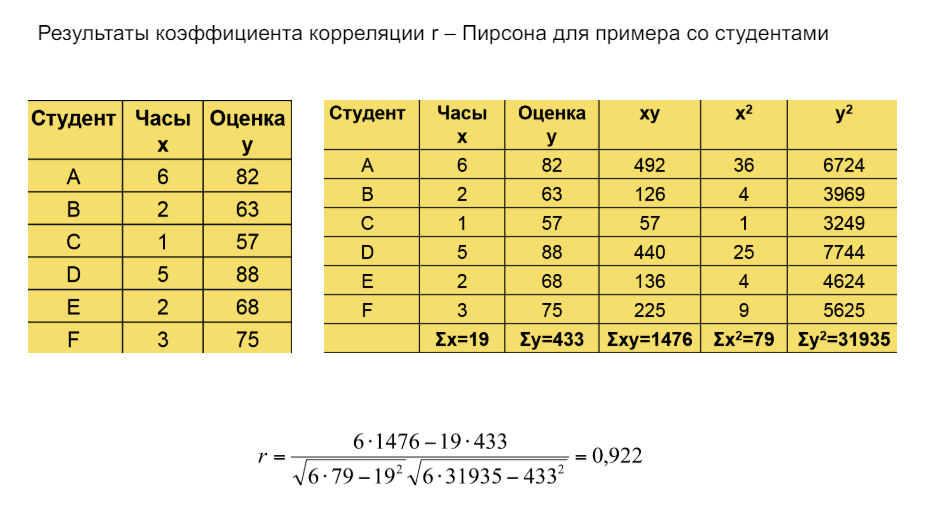 Результаты коэффициента корреляции r – Пирсона для примера со студентами
Студент Часы x Оценка y
A 6 82
B 2 63
C 1 57
D 5 88
E 2 68
F 3 75
Студент Часы x Оценка y xy x² y²
A 6 82 492 36 6724
B 2 63 126 4 3969
C 1 57 57 1 3249
D 5 88 440 25 7744
E 2 68 136 4 4624
F 3 75 225 9 5625
Σx=19 Σy=433 Σxy=1476 Σx²=79 Σy²=31935
6·1476 – 19·433
r = = 0,922
√6·79 – 19² √6·31935 – 433²